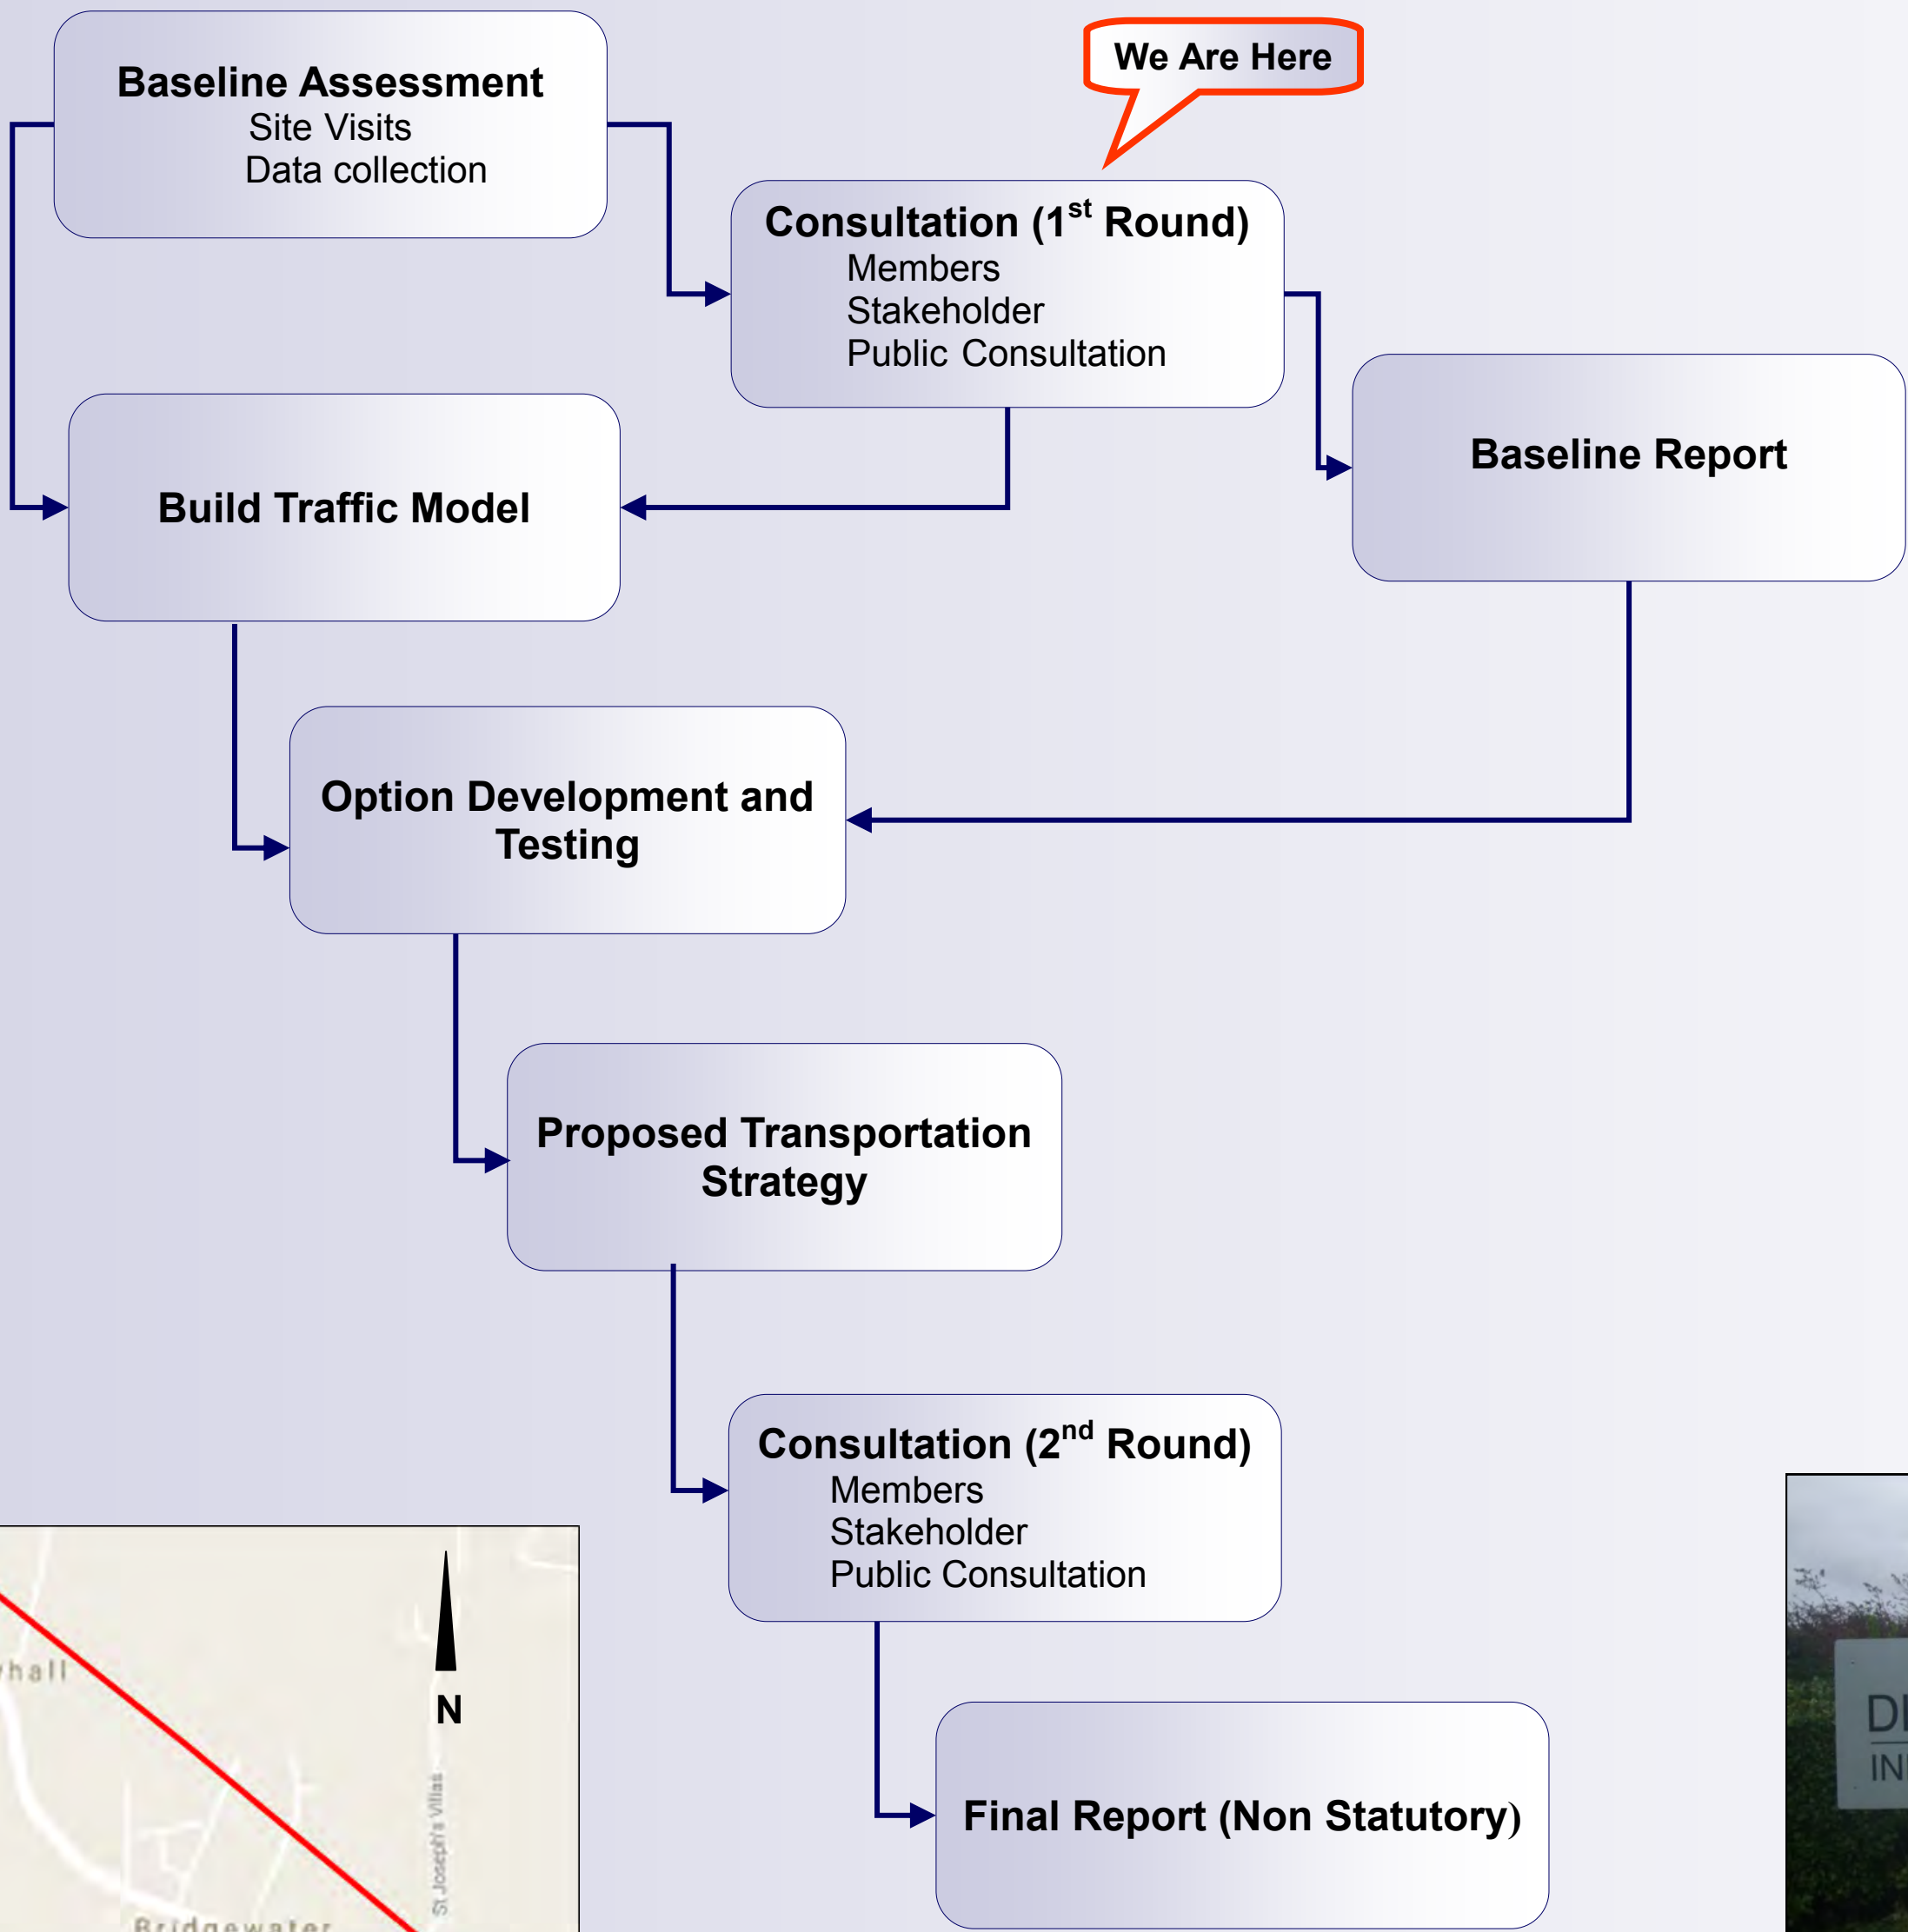 We Are Here
Baseline Assessment
Site Visits
Data collection
Consultation (1st Round)
Members
Stakeholder
Public Consultation
Baseline Report
Build Traffic Model
Option Development and
Testing
Proposed Transportation
Strategy
Consultation (2nd Round)
Members
Stakeholder
Public Consultation
Final Report (Non Statutory)
hall
N
St Joseph's Villas
Bridgewater